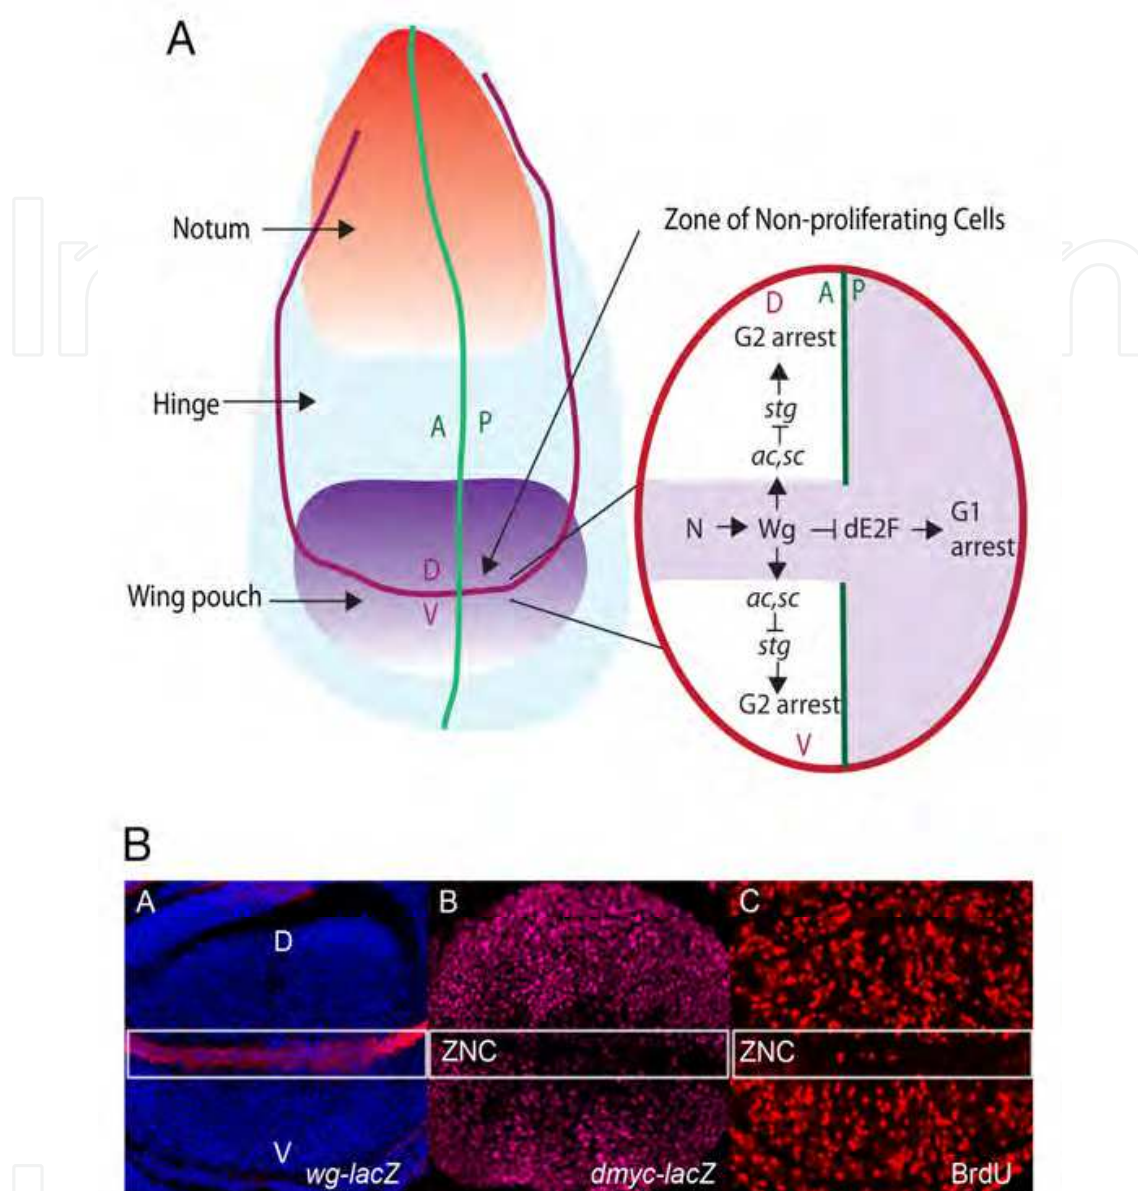 A
Notum
Zone of Non-proliferating Cells
D A P
G2 arrest
Hinge
stg
A P
ac,sc
N Wg dE2F G1
arrest
D
Wing pouch
V
ac,sc
stg
G2 arrest
V
B
A B C
D
ZNC ZNC
V
wg-lacZ dmyc-lacZ BrdU